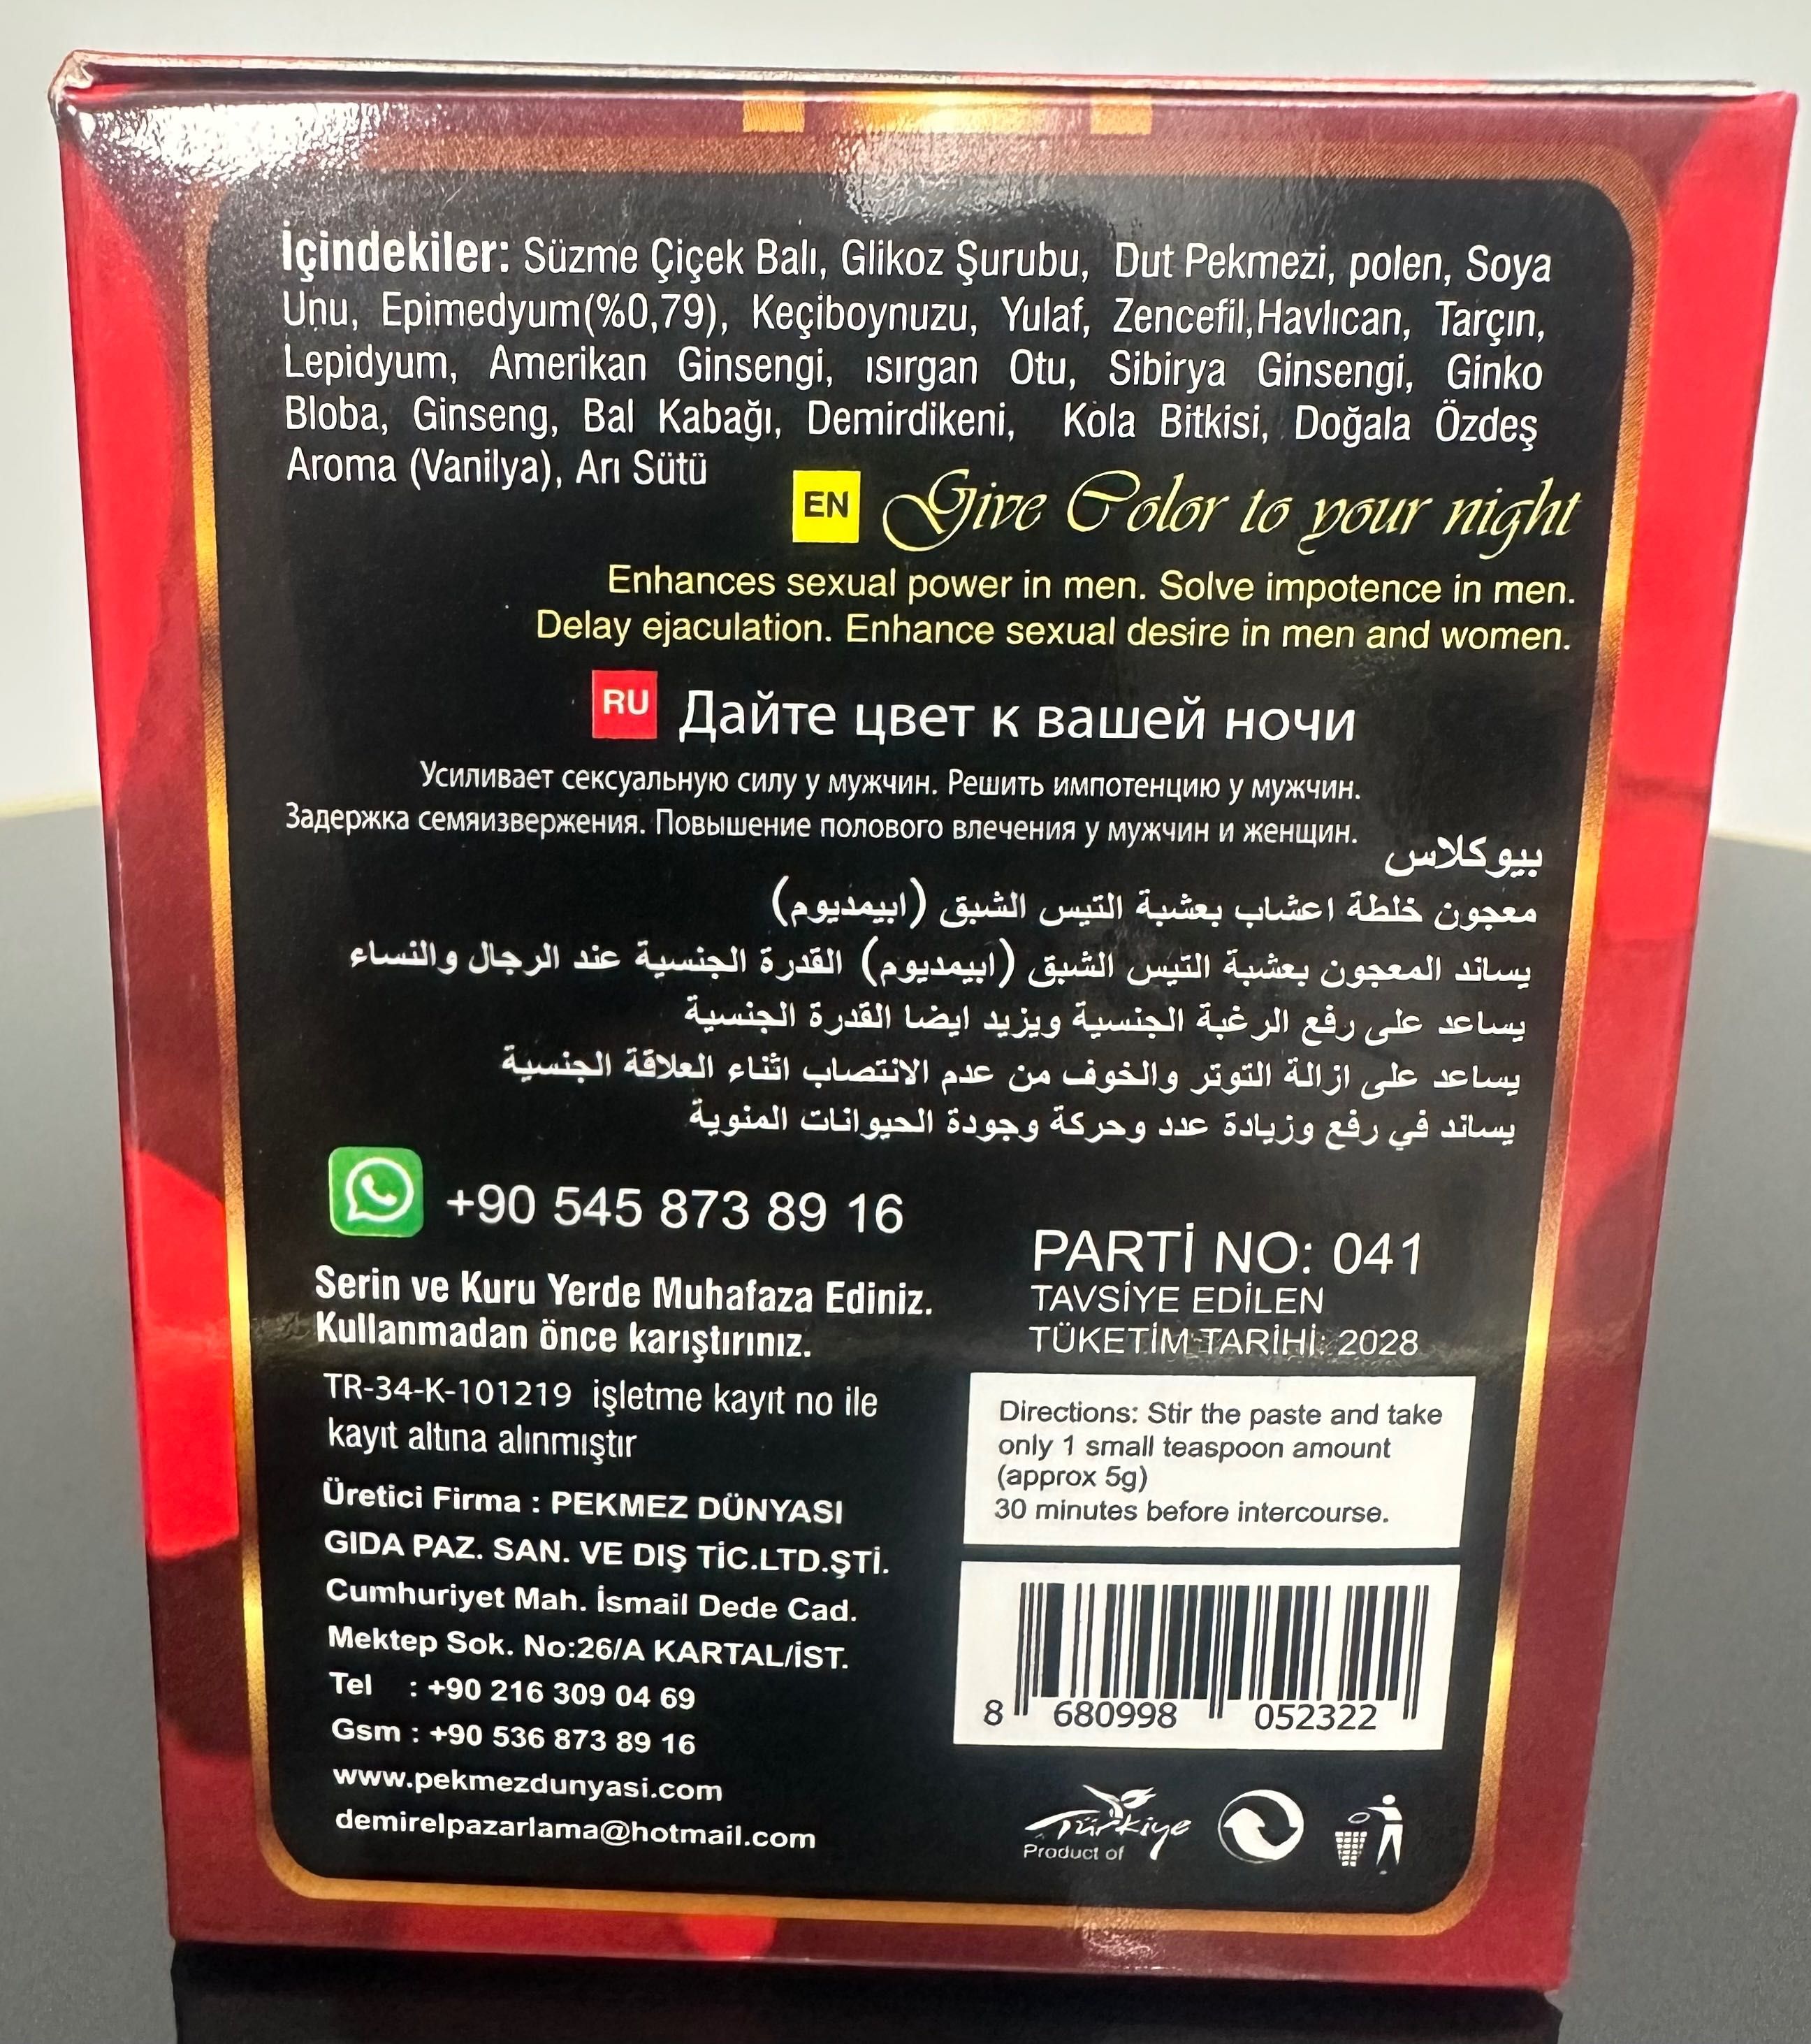 İçindekiler: Süzme Çiçek Balı, Glikoz Şurubu, Dut Pekmezi, polen, Soya
Unu, Epimedyum(%0,79), Keçiboynuzu, Yulaf, Zencefil,Havlıcan, Tarçın,
Lepidyum, Amerikan Ginsengi, ısırgan Otu, Sibirya Ginsengi, Ginko
Bloba, Ginseng, Bal Kabağı, Demirdikeni, Kola Bitkisi, Doğala Özdeş
Aroma (Vanilya), Arı Sütü
EN Give Color to your night
Enhances sexual power in men. Solve impotence in men.
Delay ejaculation. Enhance sexual desire in men and women.
RU Дайте цвет к вашей ночи
Усиливает сексуальную силу у мужчин. Решить импотенцию у мужчин.
Задержка семяизвержения. Повышение полового влечения у мужчин и женщин.
بيوكلاس
معجون خلطة اعشاب بعشبة التيس الشبق (ابيمديوم)
يساند المعجون بعشبة التيس الشبق (ابيمديوم) القدرة الجنسية عند الرجال والنساء
يساعد على رفع الرغبة الجنسية ويزيد ايضا القدرة الجنسية
يساعد على ازالة التوتر والخوف من عدم الانتصاب اثناء العلاقة الجنسية
يساند في رفع وزيادة عدد وحركة وجودة الحيوانات المنوية
+90 545 873 89 16
Serin ve Kuru Yerde Muhafaza Ediniz.
Kullanmadan önce karıştırınız.
TR-34-K-101219 işletme kayıt no ile
kayıt altına alınmıştır
Üretici Firma : PEKMEZ DÜNYASI
GIDA PAZ. SAN. VE DIŞ TİC.LTD.ŞTİ.
Cumhuriyet Mah. İsmail Dede Cad.
Mektep Sok. No:26/A KARTAL/İST.
Tel : +90 216 309 04 69
Gsm : +90 536 873 89 16
www.pekmezdunyasi.com
demirelpazarlama@hotmail.com
PARTİ NO: 041
TAVSİYE EDİLEN
TÜKETİM TARİHİ: 2028
Directions: Stir the paste and take
only 1 small teaspoon amount
(approx 5g)
30 minutes before intercourse.
8 680998 052322
Türkiye
Product of